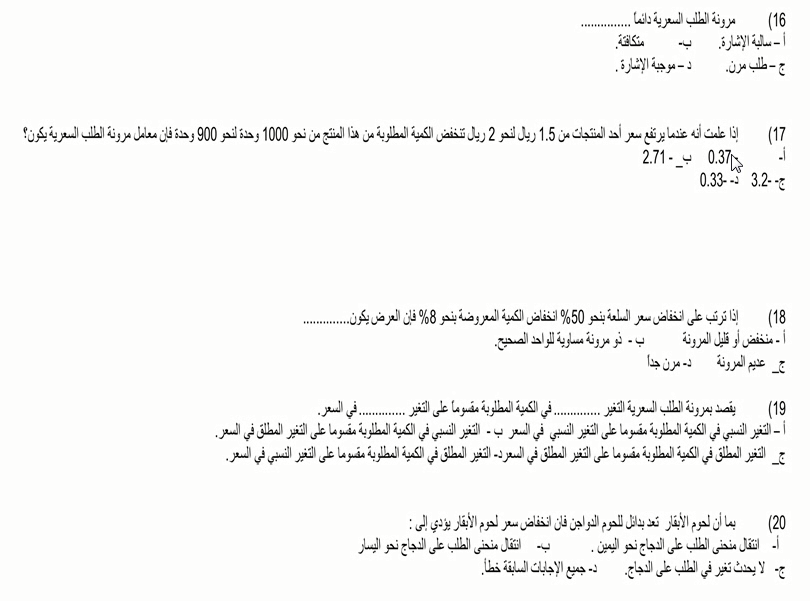 16) مرونة الطلب السعرية دائماً ...............
أ – سالبة الإشارة. ب- متكافئة.
ج – طلب مرن. د – موجبة الإشارة .
17) إذا علمت أنه عندما يرتفع سعر أحد المنتجات من 1.5 ريال لنحو 2 ريال تنخفض الكمية المطلوبة من هذا المنتج من نحو 1000 وحدة لنحو 900 وحدة فإن معامل مرونة الطلب السعرية يكون؟
أ- -0.37 ب_ - 2.71
ج- -3.2 د- -0.33
18) إذا ترتب على انخفاض سعر السلعة بنحو 50% انخفاض الكمية المعروضة بنحو 8% فإن العرض يكون..............
أ - منخفض أو قليل المرونة ب - ذو مرونة مساوية للواحد الصحيح.
ج_ عديم المرونة د- مرن جداً
19) يقصد بمرونة الطلب السعرية التغير .............. في الكمية المطلوبة مقسوماً على التغير .............. في السعر.
أ – التغير النسبي في الكمية المطلوبة مقسوما على التغير النسبي في السعر ب - التغير النسبي في الكمية المطلوبة مقسوما على التغير المطلق في السعر.
ج_ التغير المطلق في الكمية المطلوبة مقسوما على التغير المطلق في السعرد- التغير المطلق في الكمية المطلوبة مقسوما على التغير النسبي في السعر.
20) بما أن لحوم الأبقار تعد بدائل للحوم الدواجن فان انخفاض سعر لحوم الأبقار يؤدي إلى :
أ- انتقال منحنى الطلب على الدجاج نحو اليمين . ب- انتقال منحنى الطلب على الدجاج نحو اليسار
ج- لا يحدث تغير في الطلب على الدجاج. د- جميع الإجابات السابقة خطأ.